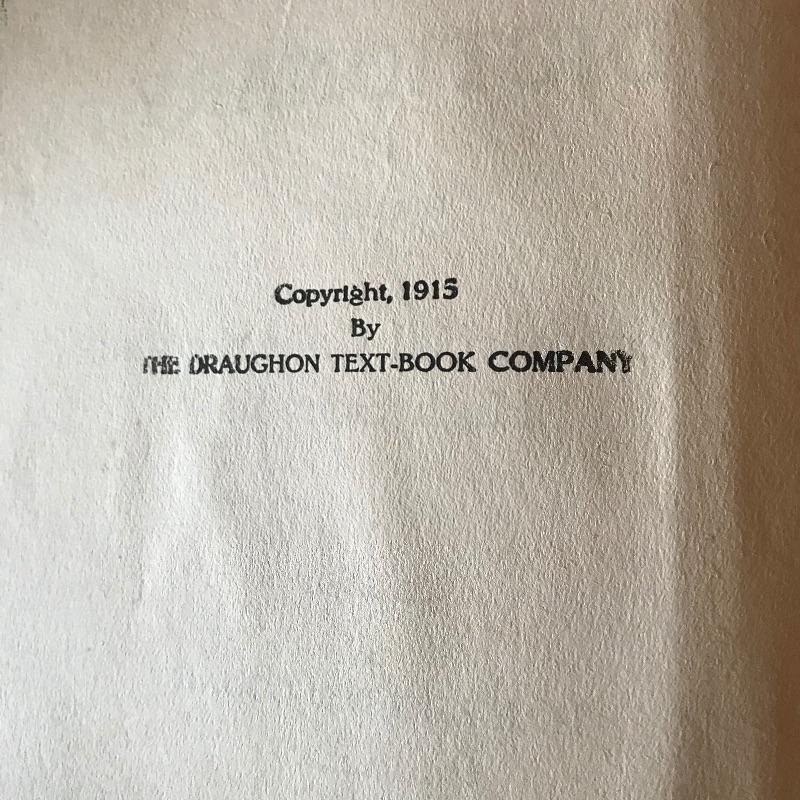 Copyright, 1915
By
THE DRAUGHON TEXT-BOOK COMPANY